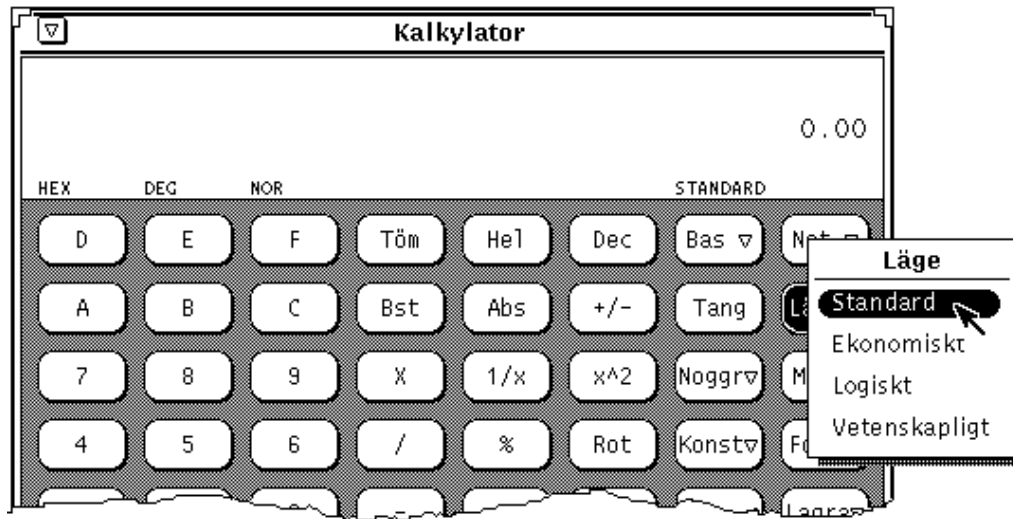 Kalkylator
0.00
HEX DEG NOR STANDARD
D E F Töm Hel Dec Bas
Läge
A B C Bst Abs +/- Tang
Standard
Ekonomiskt
7 8 9 X 1/x x^2 Noggr
Logiskt
4 5 6 / % Rot Konst
Vetenskapligt